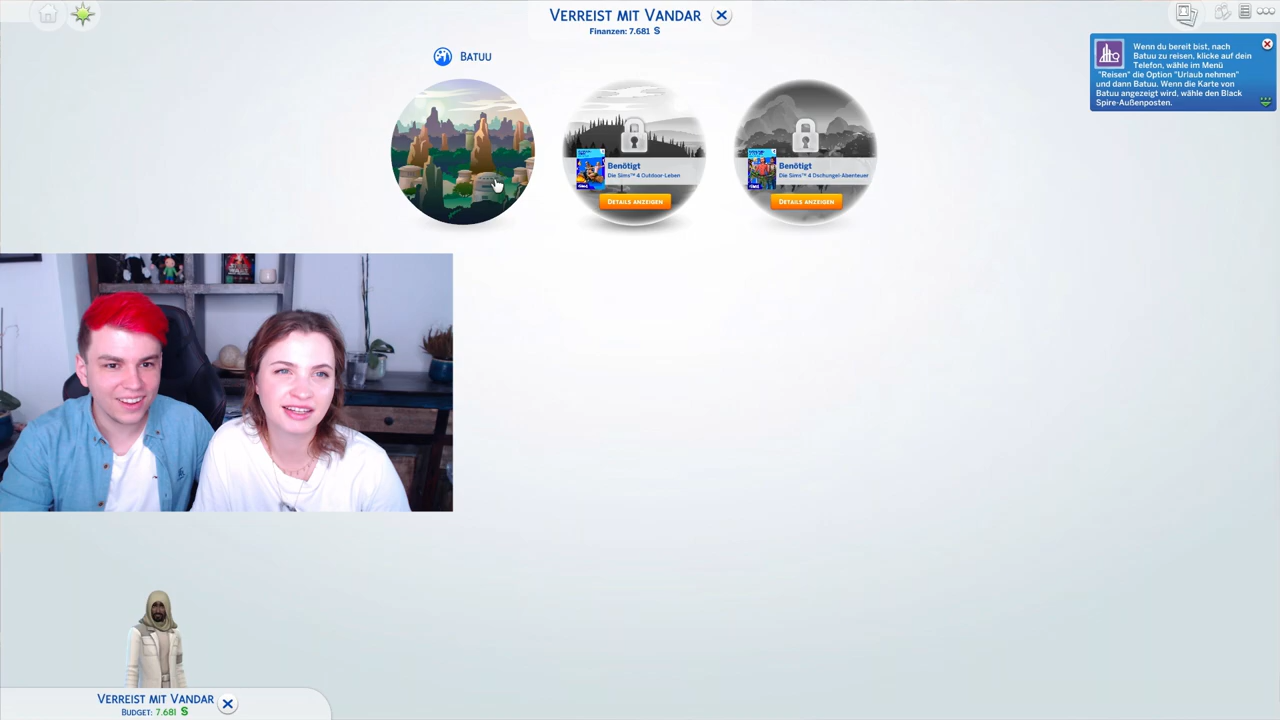 VERREIST MIT VANDAR
Finanzen: 7.681 $
BATUU
Benötigt
Die Sims™ 4 Outdoor-Leben
DETAILS ANZEIGEN
Benötigt
Die Sims™ 4 Dschungel-Abenteuer
DETAILS ANZEIGEN
Wenn du bereit bist, nach
Batuu zu reisen, klicke auf dein
Telefon, wähle im Menü
"Reisen" die Option "Urlaub nehmen"
und dann Batuu. Wenn die Karte von
Batuu angezeigt wird, wähle den Black
Spire-Außenposten.
VERREIST MIT VANDAR
BUDGET: 7.681 $